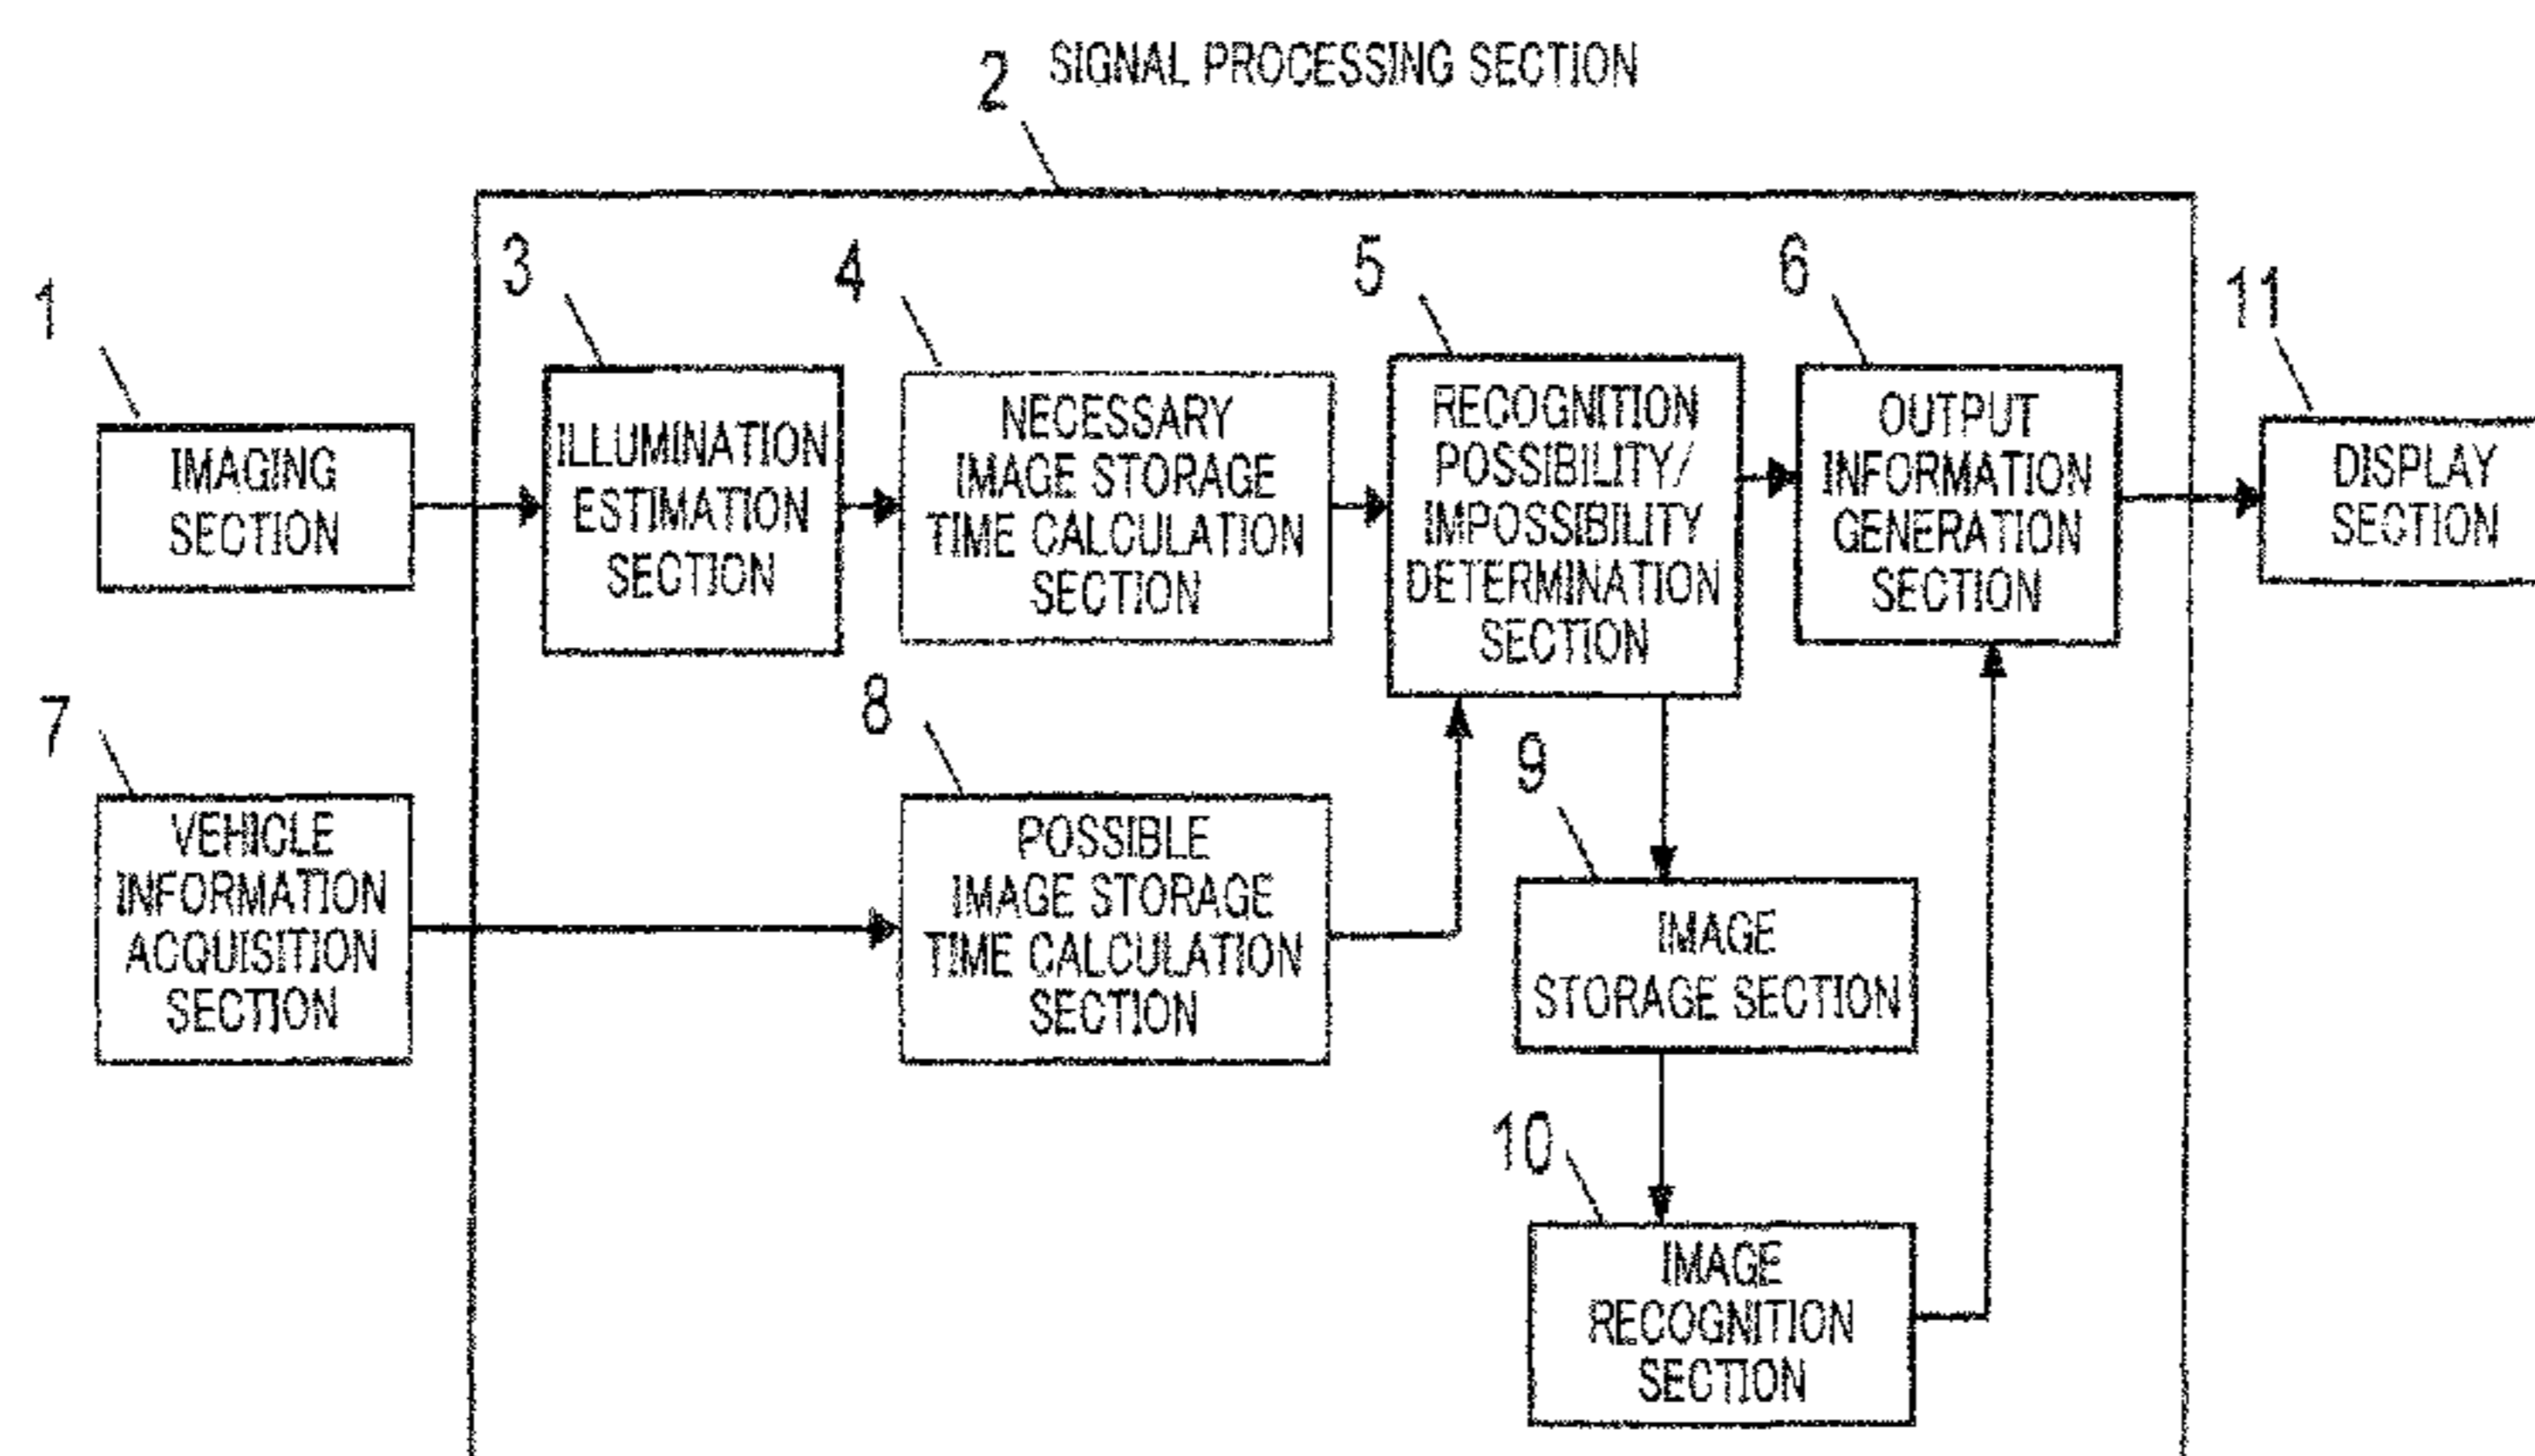 2 SIGNAL PROCESSING SECTION
1
IMAGING
SECTION
3
ILLUMINATION
ESTIMATION
SECTION
4
NECESSARY
IMAGE STORAGE
TIME CALCULATION
SECTION
5
RECOGNITION
POSSIBILITY/
IMPOSSIBILITY
DETERMINATION
SECTION
6
OUTPUT
INFORMATION
GENERATION
SECTION
11
DISPLAY
SECTION
7
VEHICLE
INFORMATION
ACQUISITION
SECTION
8
POSSIBLE
IMAGE STORAGE
TIME CALCULATION
SECTION
9
IMAGE
STORAGE SECTION
10
IMAGE
RECOGNITION
SECTION